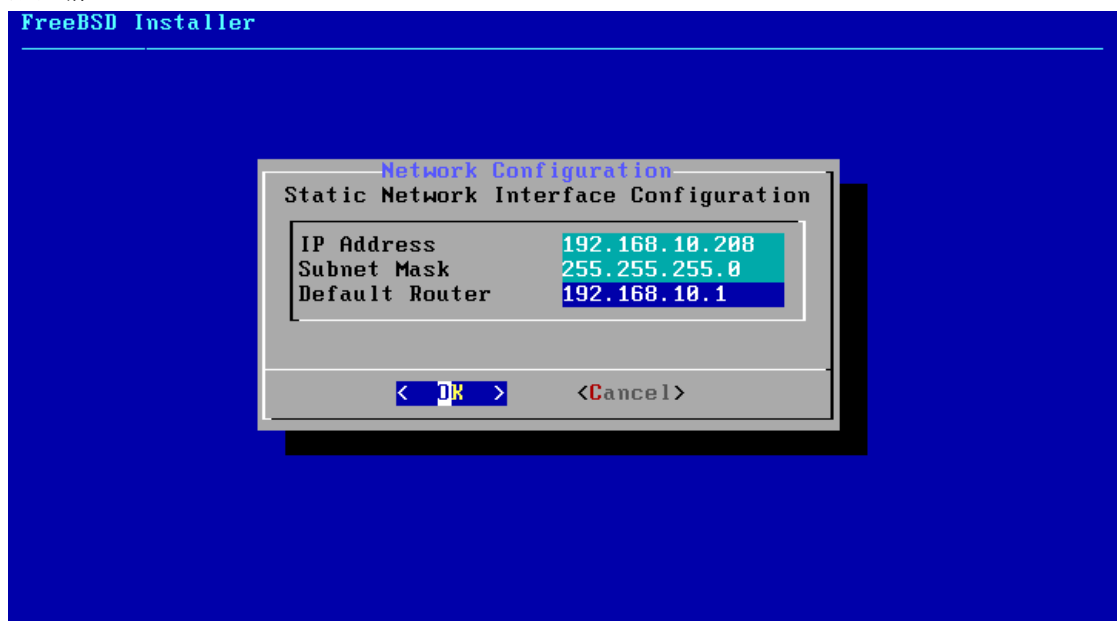 FreeBSD Installer
Network Configuration
Static Network Interface Configuration
IP Address 192.168.10.208
Subnet Mask 255.255.255.0
Default Router 192.168.10.1
< OK > <Cancel>